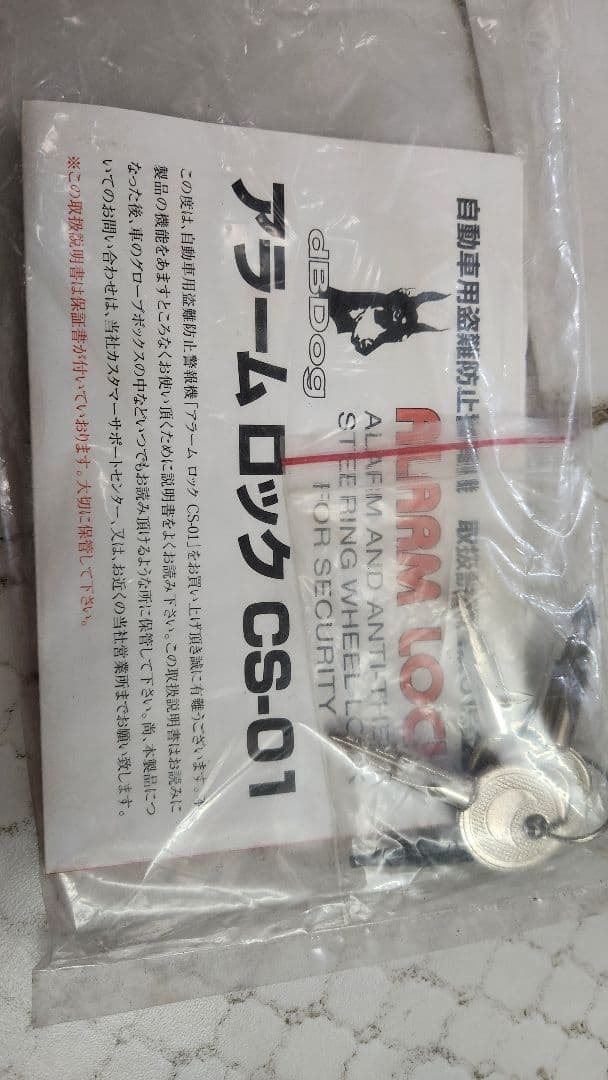 自動車用盗難防止警報機 取扱説
ALARM LOCK
ALARM AND ANTI-THEFT
STEERING WHEEL LOCK
FOR SECURITY
dBDog
アラーム ロック CS-01
この度は、自動車用盗難防止警報機「アラーム ロック CS-01」をお買い上げ頂き誠に有難うございます。本
製品の機能をあますところなくお使い頂くために説明書をよくお読み下さい。この取扱説明書はお読みに
なった後、車のグローブボックスの中などいつでもお読み頂けるような所に保管して下さい。尚、本製品につ
いてのお問い合わせは、当社カスタマーサポートセンター、又は、お近くの当社営業所までお願い致します。
※この取扱説明書は保証書が付いております。大切に保管して下さい。